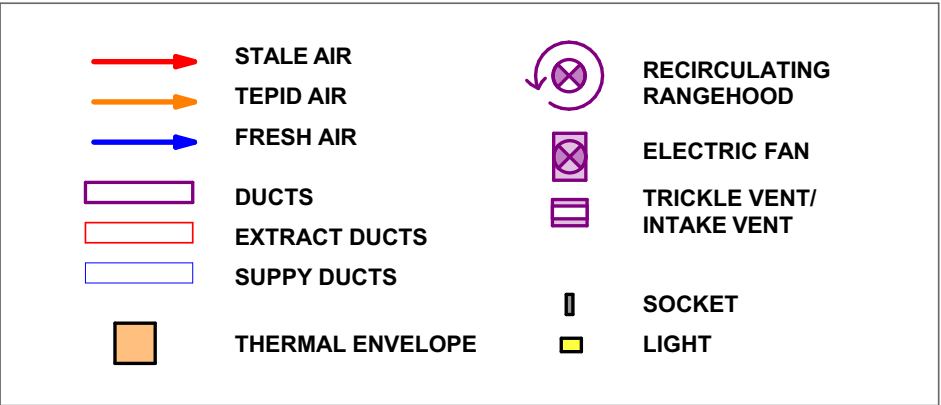 STALE AIR
TEPID AIR
FRESH AIR
DUCTS
EXTRACT DUCTS
SUPPY DUCTS
THERMAL ENVELOPE
RECIRCULATING
RANGEHOOD
ELECTRIC FAN
TRICKLE VENT/
INTAKE VENT
SOCKET
LIGHT